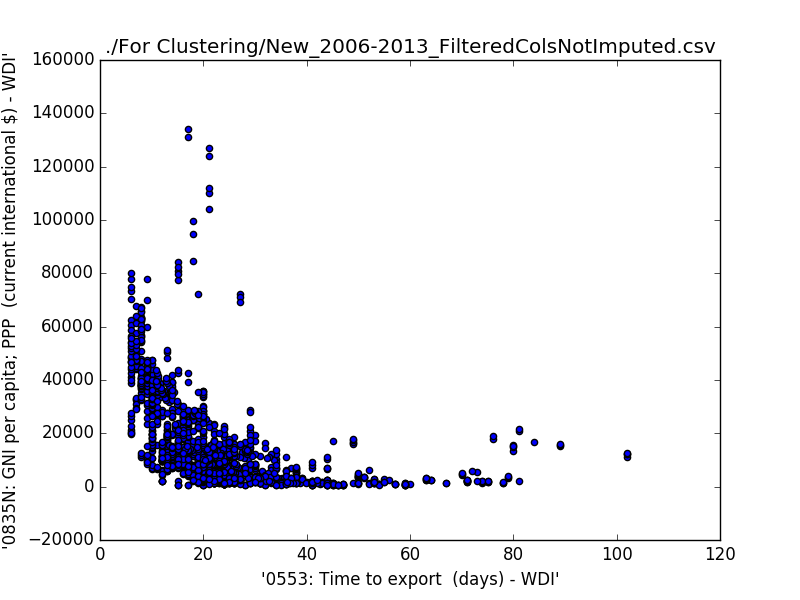 ./For Clustering/New_2006-2013_FilteredColsNotImputed.csv
'0835N: GNI per capita; PPP  (current international $) - WDI'
160000
140000
120000
100000
80000
60000
40000
20000
0
−20000
0 20 40 60 80 100 120
'0553: Time to export  (days) - WDI'